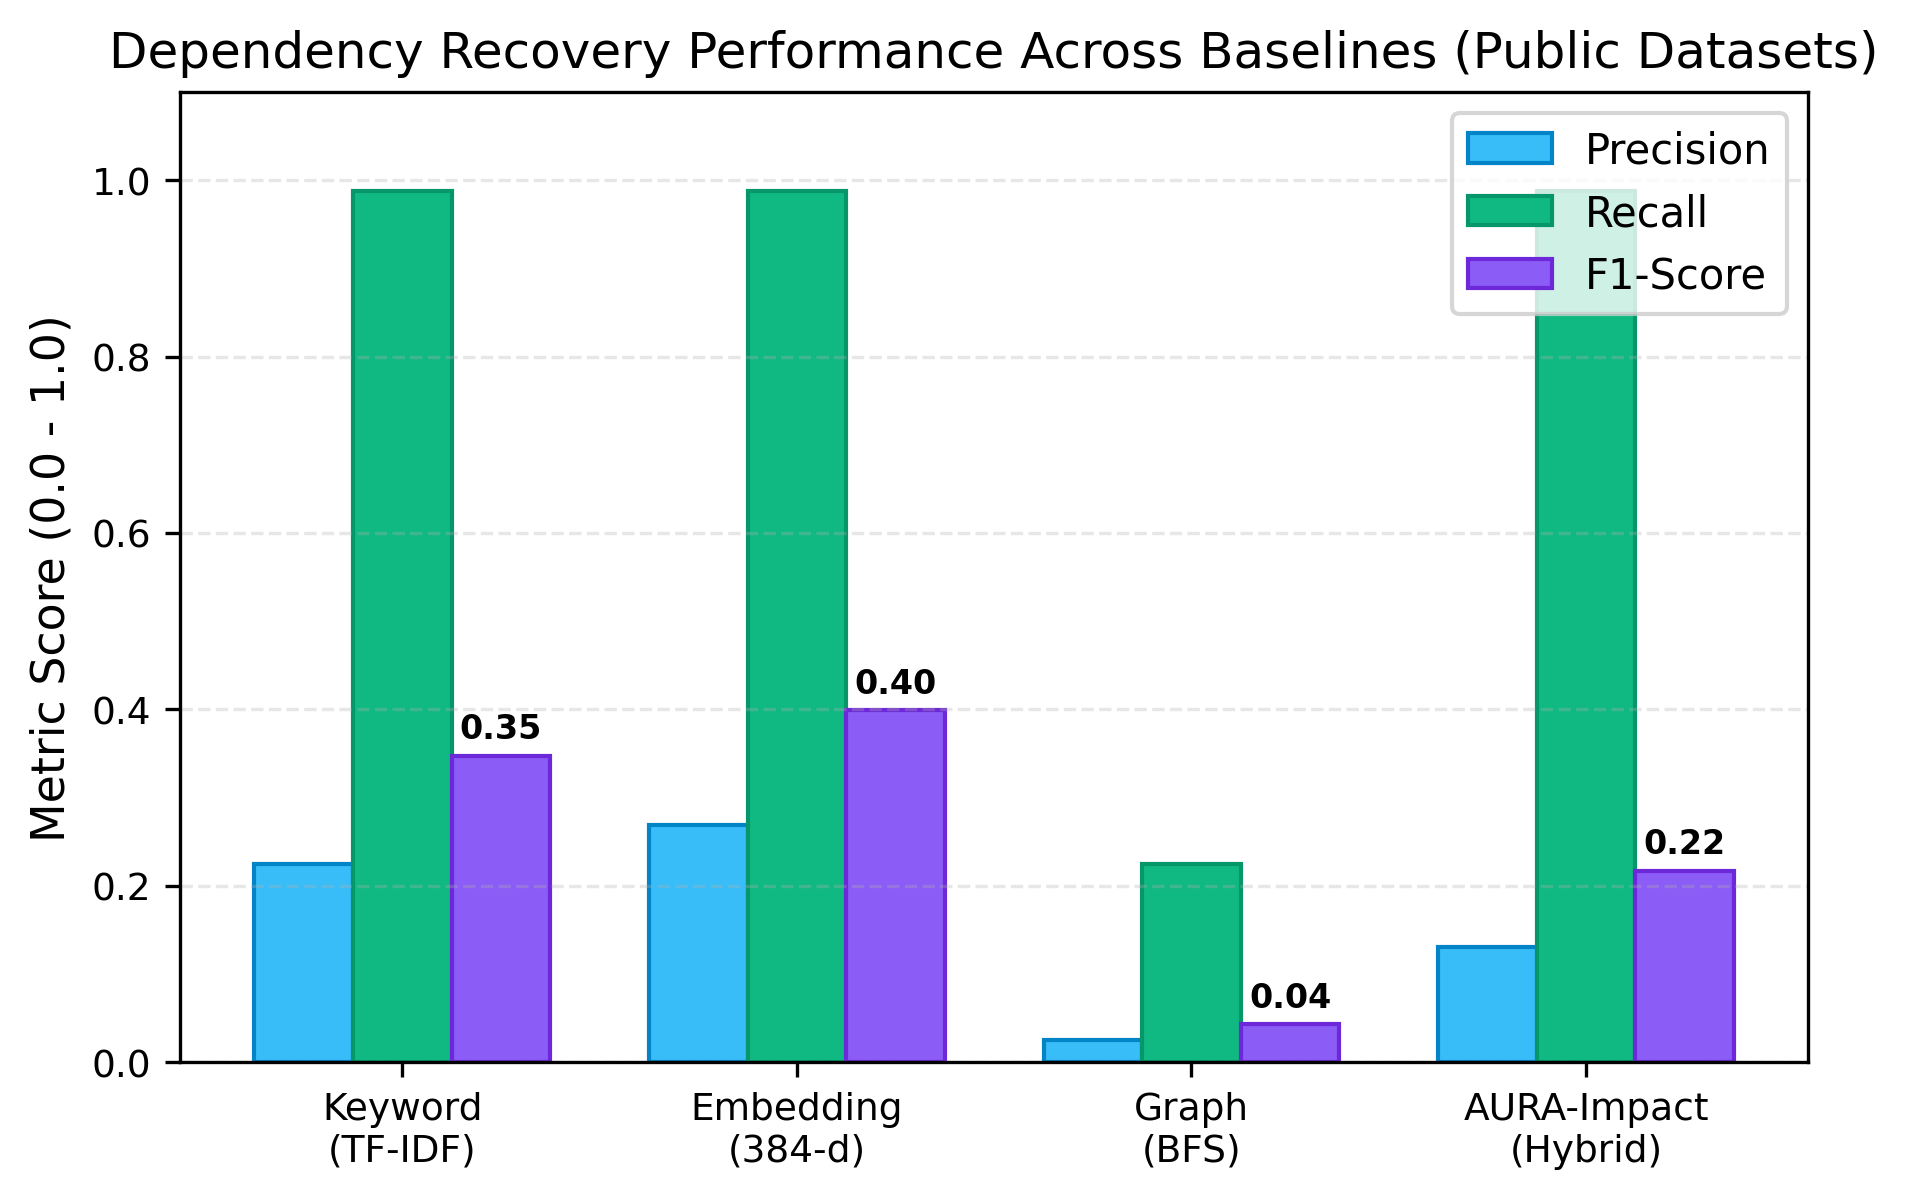 Dependency Recovery Performance Across Baselines (Public Datasets)
Metric Score (0.0 - 1.0)
1.0
0.8
0.6
0.4
0.2
0.0
Precision
Recall
F1-Score
0.35
0.40
0.04
0.22
Keyword
(TF-IDF)
Embedding
(384-d)
Graph
(BFS)
AURA-Impact
(Hybrid)